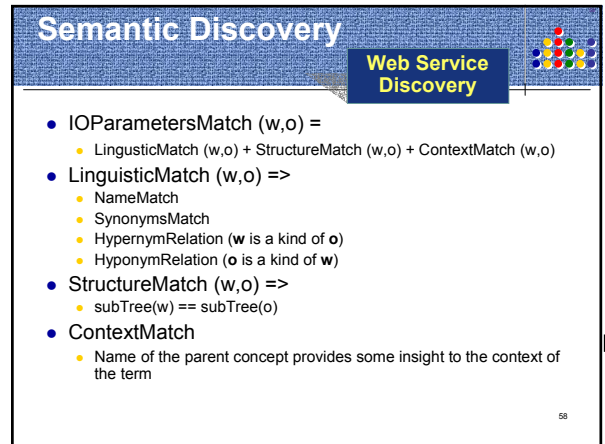 Semantic Discovery
Web Service
Discovery
• IOParametersMatch (w,o) =
• LingusticMatch (w,o) + StructureMatch (w,o) + ContextMatch (w,o)
• LinguisticMatch (w,o) =>
• NameMatch
• SynonymsMatch
• HypernymRelation (w is a kind of o)
• HyponymRelation (o is a kind of w)
• StructureMatch (w,o) =>
• subTree(w) == subTree(o)
• ContextMatch
• Name of the parent concept provides some insight to the context of
the term
58